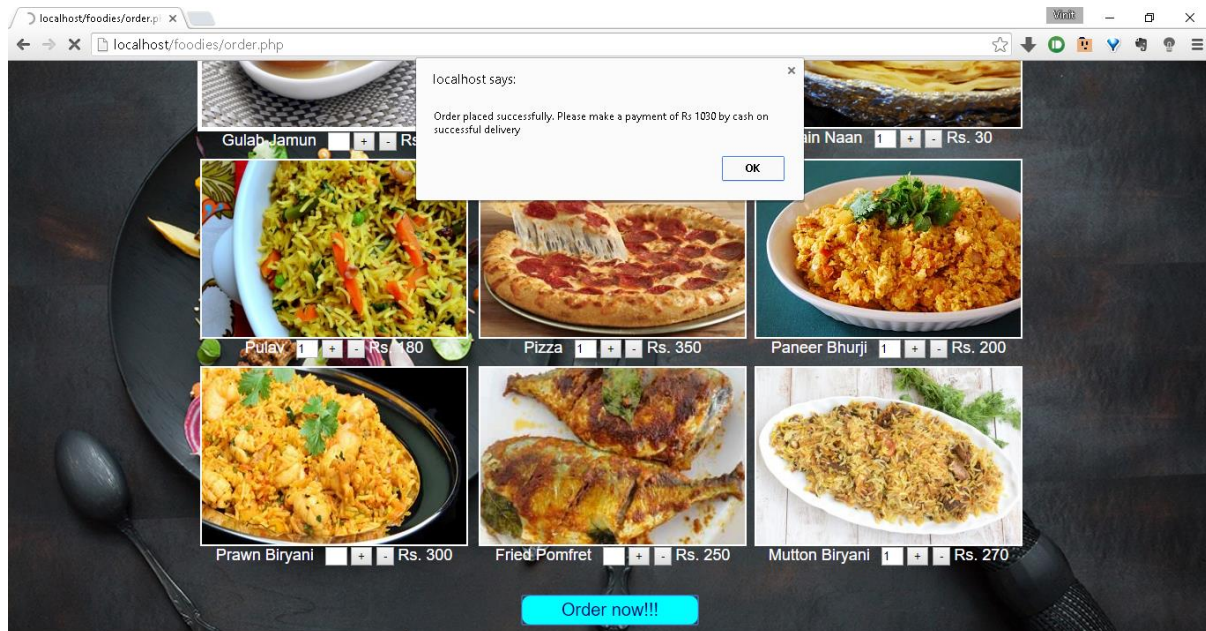 localhost/foodies/order.p
Vinit
localhost/foodies/order.php
localhost says:
Order placed successfully. Please make a payment of Rs 1030 by cash on
successful delivery
OK
Gulab Jamun + - Rs
ain Naan 1 + - Rs. 30
Pulav 1 + - Rs. 180
Pizza 1 + - Rs. 350
Paneer Bhurji 1 + - Rs. 200
Prawn Biryani + - Rs. 300
Fried Pomfret + - Rs. 250
Mutton Biryani 1 + - Rs. 270
Order now!!!